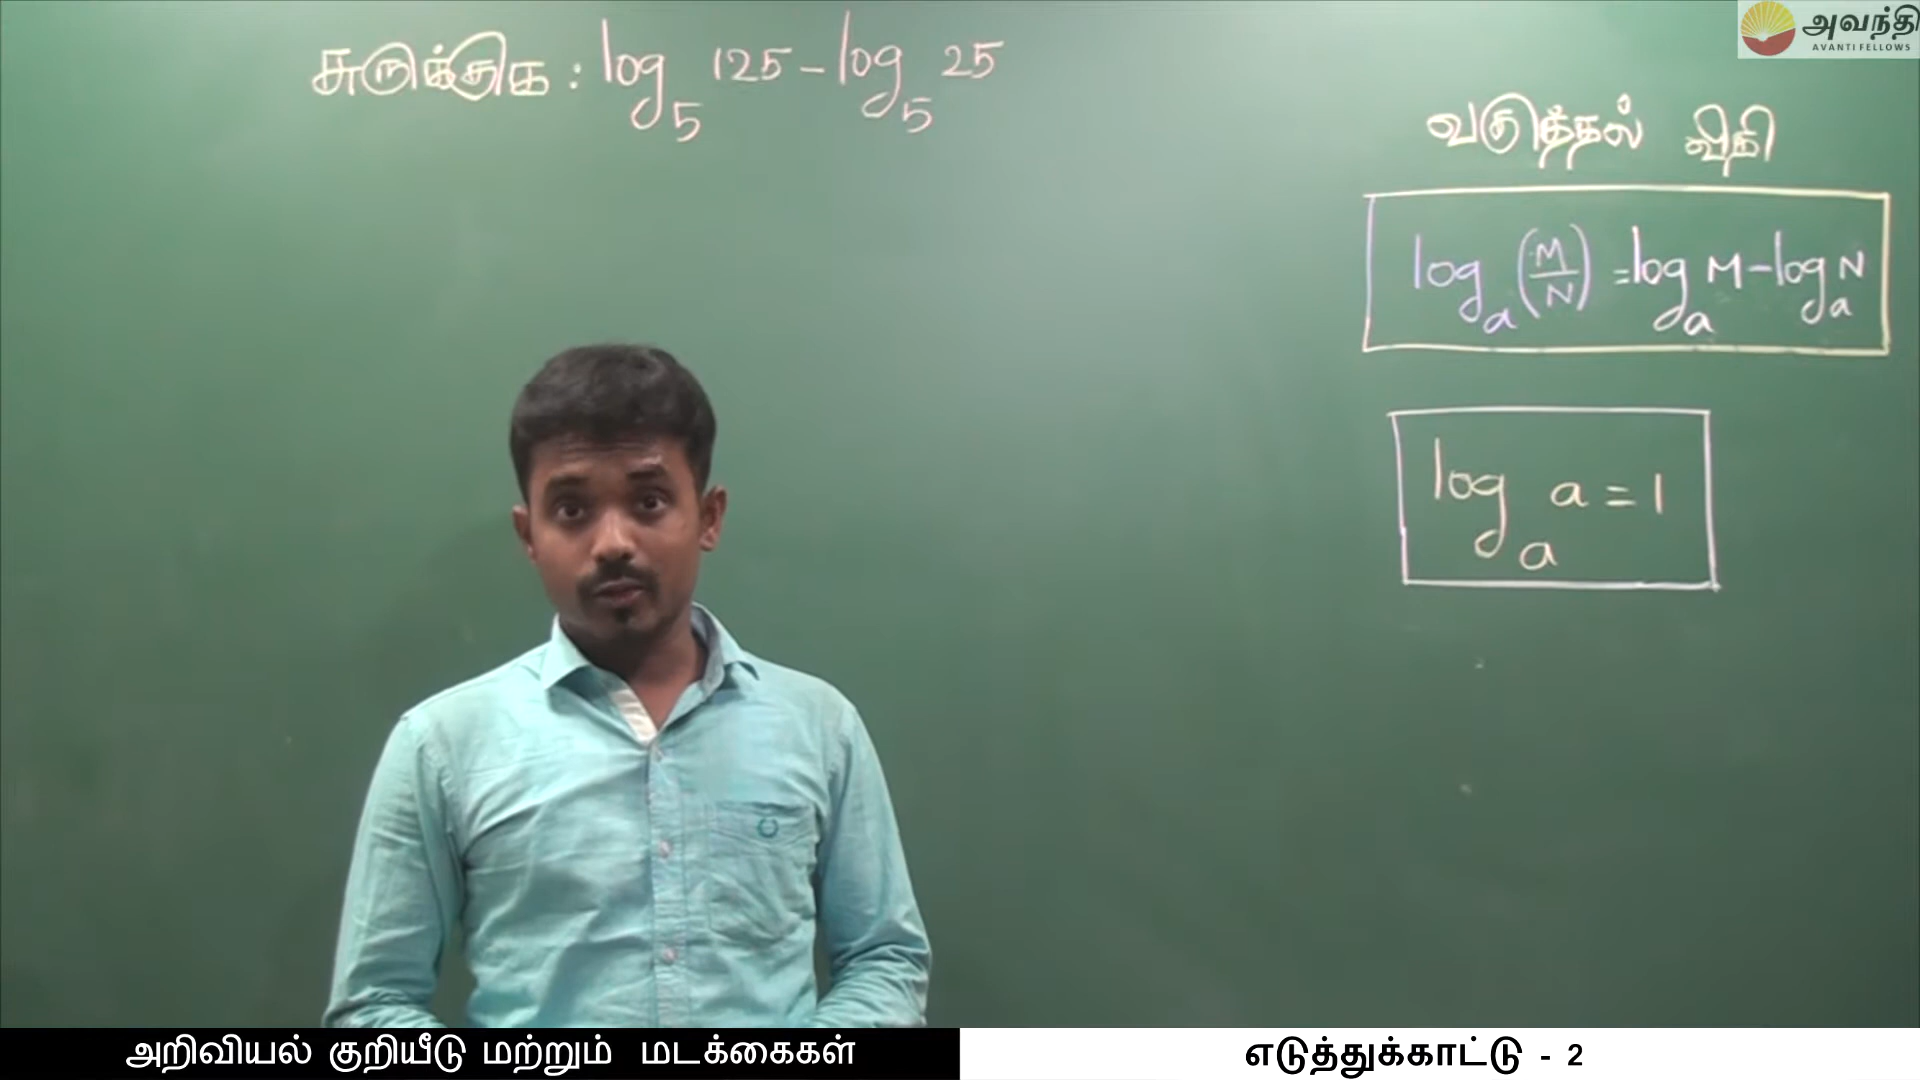 சுருக்குக : log₅ 125 – log₅ 25
அவந்தி
AVANTI FELLOWS
வகுத்தல் விதி
logₐ (M/N) = logₐ M – logₐ N
logₐ a = 1
அறிவியல் குறியீடு மற்றும் மடக்கைகள்
எடுத்துக்காட்டு - 2